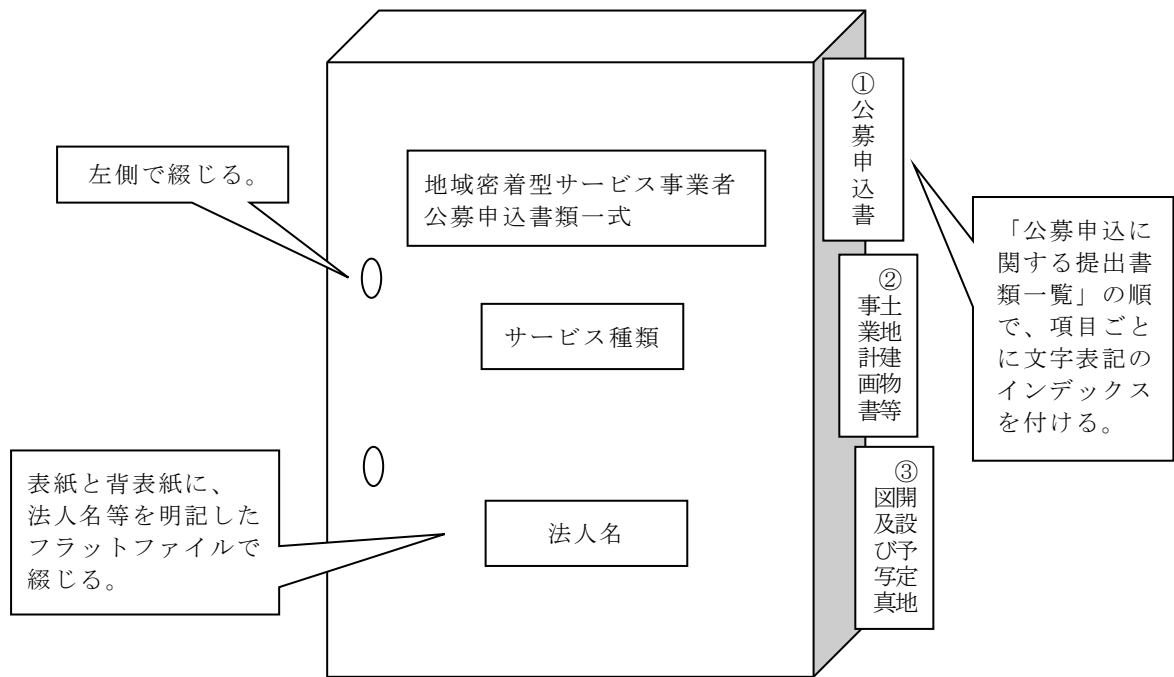 左側で綴じる。
地域密着型サービス事業者
公募申込書類一式
サービス種類
法人名
表紙と背表紙に、
法人名等を明記した
フラットファイルで
綴じる。
①公募申込書
②土地建物等
事業計画書
③開設予定地
図及び写真
「公募申込に
関する提出書
類一覧」の順
で、項目ごと
に文字表記の
インデックス
を付ける。